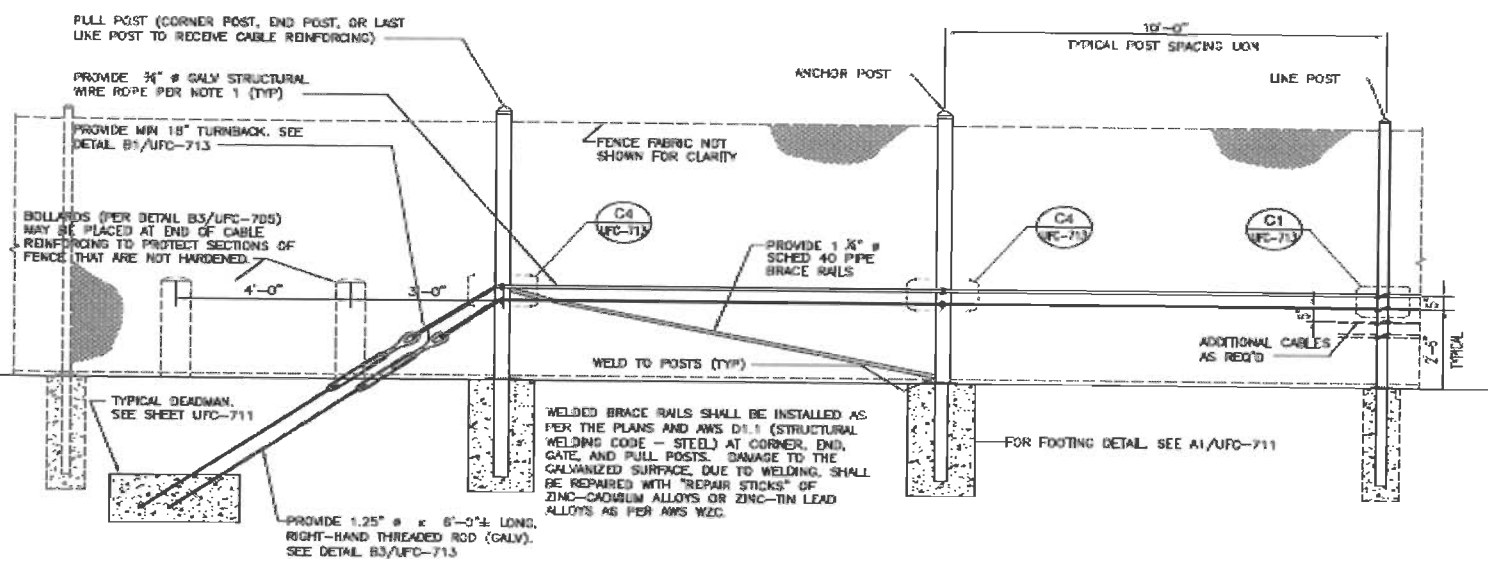 PULL POST (CORNER POST, END POST, OR LAST
LINE POST TO RECEIVE CABLE REINFORCING)
10'-0"
TYPICAL POST SPACING UON
ANCHOR POST
LINE POST
PROVIDE ¾" ø GALV STRUCTURAL
WIRE ROPE PER NOTE 1 (TYP)
PROVIDE MIN 18" TURNBACK. SEE
DETAIL B1/UFC-713
FENCE FABRIC NOT
SHOWN FOR CLARITY
BOLLARDS (PER DETAIL B3/UFC-705)
MAY BE PLACED AT END OF CABLE
REINFORCING TO PROTECT SECTIONS OF
FENCE THAT ARE NOT HARDENED.
C4
UFC-713
C4
UFC-713
C1
UFC-713
PROVIDE 1 ¼" ø
SCHED 40 PIPE
BRACE RAILS
4'-0"
3'-0"
5"
5"
2'-6"
TYPICAL
ADDITIONAL CABLES
AS REQ'D
WELD TO POSTS (TYP)
TYPICAL DEADMAN.
SEE SHEET UFC-711
WELDED BRACE RAILS SHALL BE INSTALLED AS
PER THE PLANS AND AWS D1.1 (STRUCTURAL
WELDING CODE – STEEL) AT CORNER, END,
GATE, AND PULL POSTS. DAMAGE TO THE
GALVANIZED SURFACE, DUE TO WELDING, SHALL
BE REPAIRED WITH "REPAIR STICKS" OF
ZINC-CADMIUM ALLOYS OR ZINC-TIN LEAD
ALLOYS AS PER AWS WZC.
FOR FOOTING DETAIL, SEE A1/UFC-711
PROVIDE 1.25" ø x 6'-0"± LONG,
RIGHT-HAND THREADED ROD (GALV).
SEE DETAIL B3/UFC-713